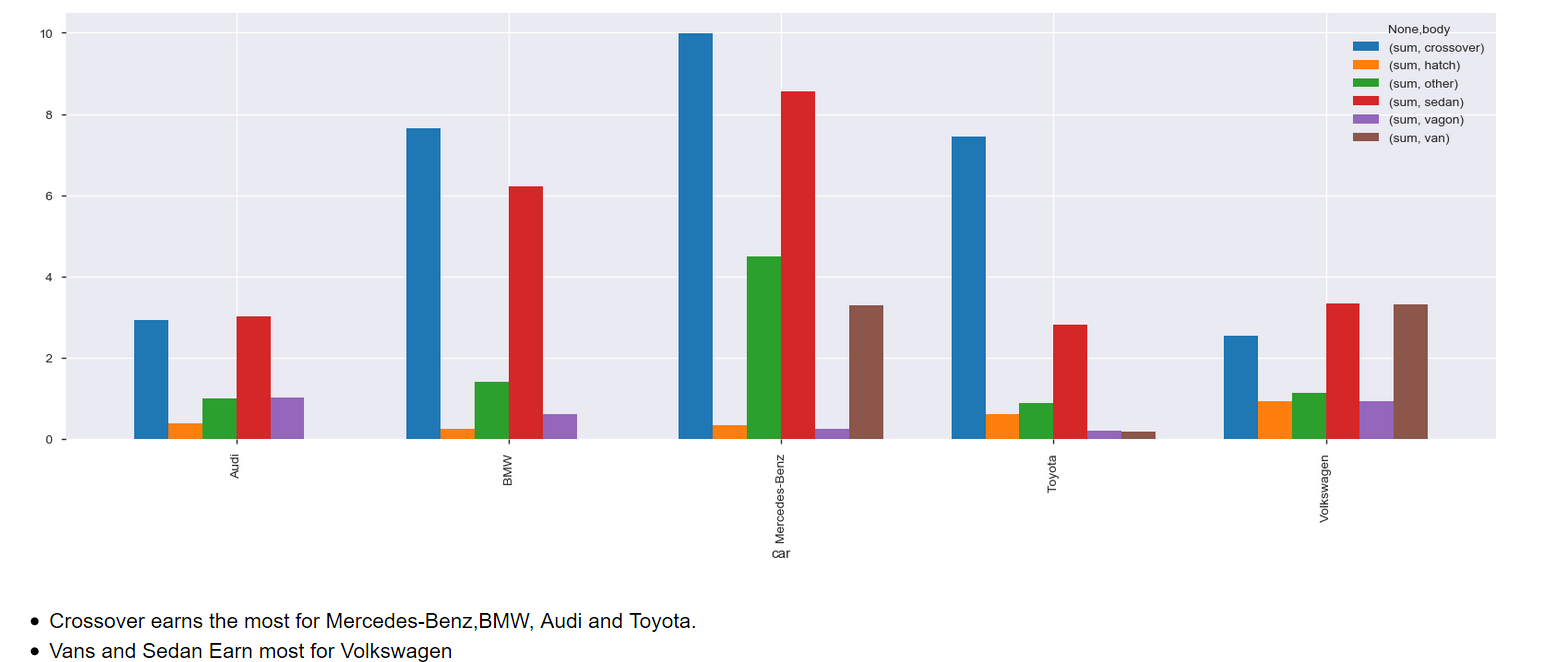 None,body
(sum, crossover)
(sum, hatch)
(sum, other)
(sum, sedan)
(sum, vagon)
(sum, van)
10
8
6
4
2
0
Audi
BMW
Mercedes-Benz
Toyota
Volkswagen
car
• Crossover earns the most for Mercedes-Benz,BMW, Audi and Toyota.
• Vans and Sedan Earn most for Volkswagen